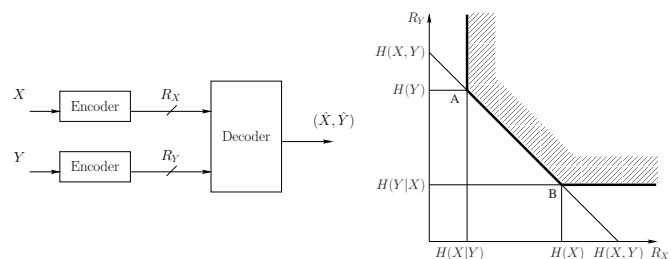 X
Encoder
R_X
Y
Encoder
R_Y
Decoder
(X̂, Ŷ)
R_Y
H(X, Y)
H(Y)
A
H(Y|X)
B
H(X|Y)
H(X)
H(X, Y)
R_X